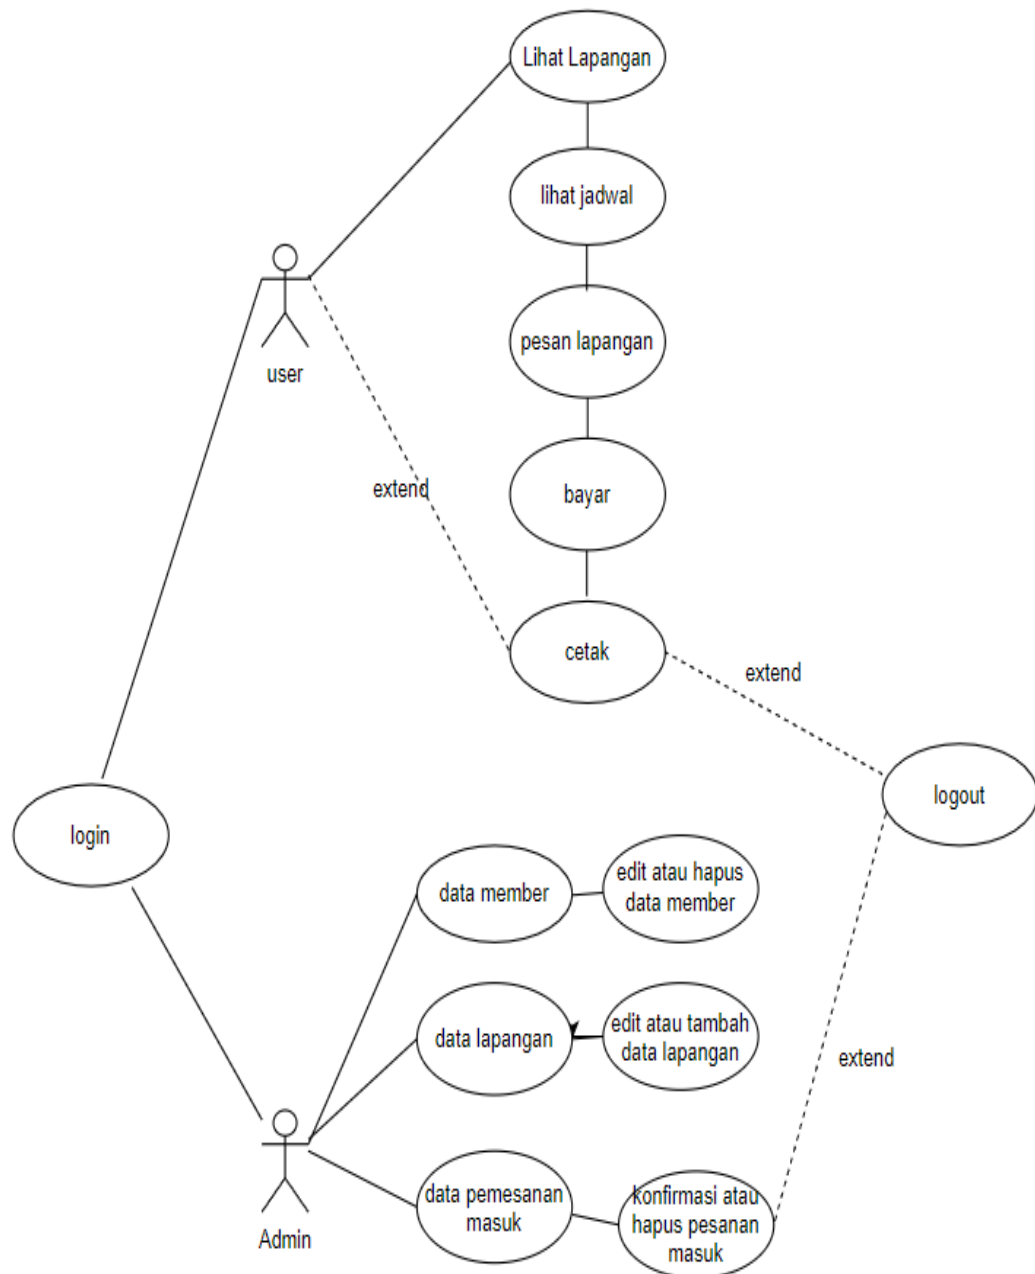 Lihat Lapangan
lihat jadwal
user
pesan lapangan
extend
bayar
cetak
extend
logout
login
data member
edit atau hapus
data member
data lapangan
edit atau tambah
data lapangan
extend
Admin
data pemesanan
masuk
konfirmasi atau
hapus pesanan
masuk